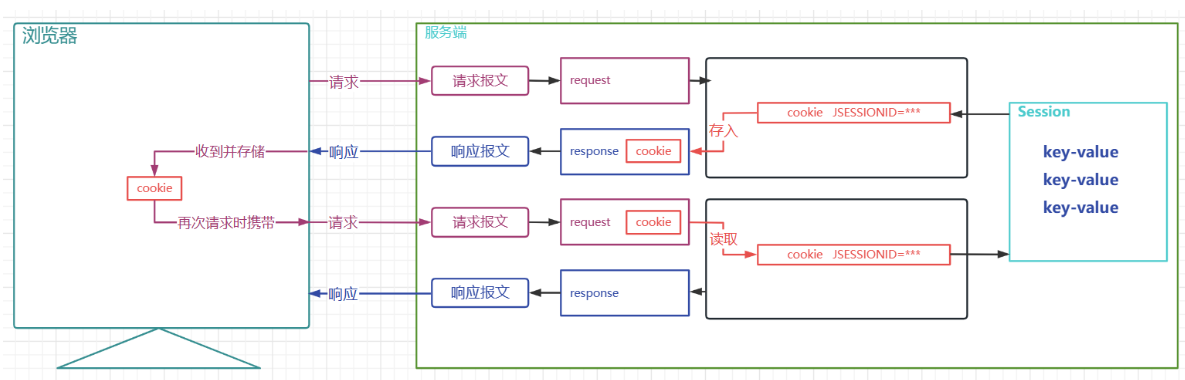 浏览器
服务端
请求
请求报文
request
cookie JSESSIONID=***
存入
Session
key-value
key-value
key-value
收到并存储
响应
响应报文
response
cookie
cookie
再次请求时携带
请求
请求报文
request
cookie
读取
cookie JSESSIONID=***
响应
响应报文
response